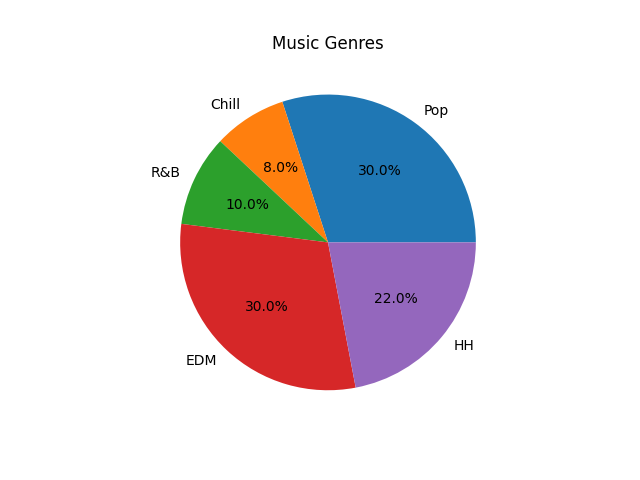 Music Genres
Pop
Chill
R&B
EDM
HH
30.0%
8.0%
10.0%
30.0%
22.0%